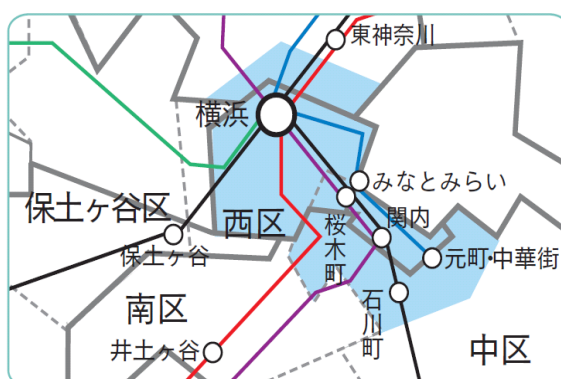 東神奈川
横浜
みなとみらい
保土ヶ谷区
西区
桜木町
関内
保土ヶ谷
元町・中華街
石川町
南区
井土ヶ谷
中区